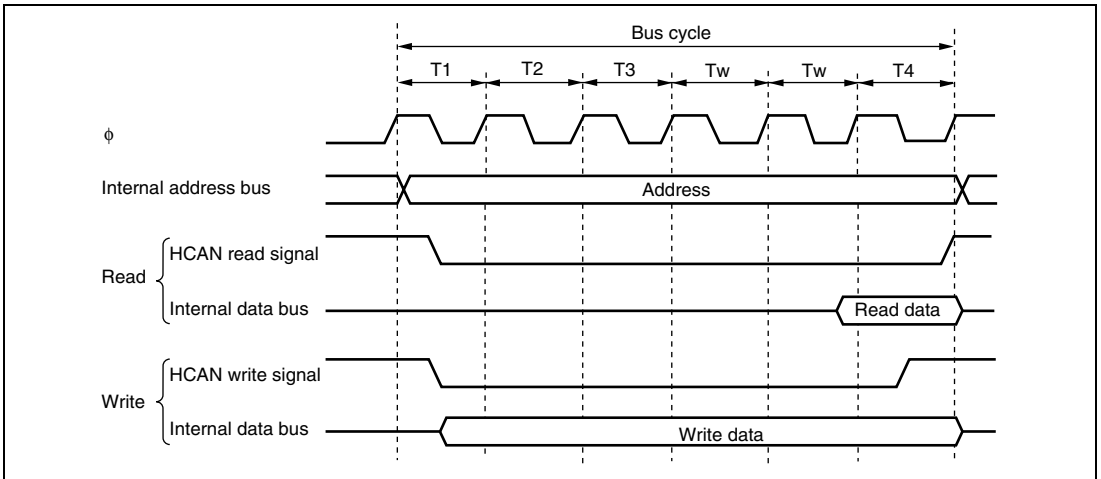 Bus cycle
T1 T2 T3 Tw Tw T4
ϕ
Internal address bus Address
HCAN read signal
Read
Internal data bus Read data
HCAN write signal
Write
Internal data bus Write data